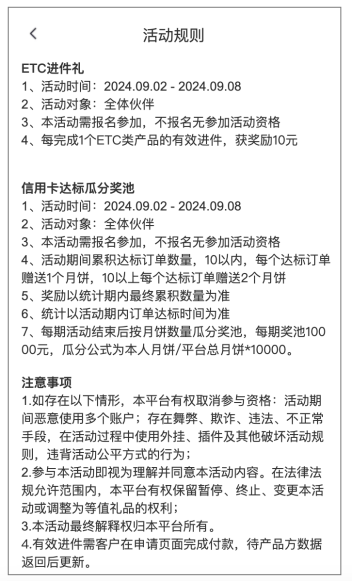 活动规则
ETC进件礼
1、活动时间：2024.09.02 - 2024.09.08
2、活动对象：全体伙伴
3、本活动需报名参加，不报名无参加活动资格
4、每完成1个ETC类产品的有效进件，获奖励10元
信用卡达标瓜分奖池
1、活动时间：2024.09.02 - 2024.09.08
2、活动对象：全体伙伴
3、本活动需报名参加，不报名无参加活动资格
4、活动期间累积达标订单数量，10以内，每个达标订单
赠送1个月饼，10以上每个达标订单赠送2个月饼
5、奖励以统计期内最终累积数量为准
6、统计以活动期内订单达标时间为准
7、每期活动结束后按月饼数量瓜分奖池，每期奖池100
00元，瓜分公式为本人月饼/平台总月饼*10000。
注意事项
1.如存在以下情形，本平台有权取消参与资格：活动期
间恶意使用多个账户；存在舞弊、欺诈、违法、不正常
手段，在活动过程中使用外挂、插件及其他破坏活动规
则，违背活动公平方式的行为；
2.参与本活动即视为理解并同意本活动内容。在法律法
规允许范围内，本平台有权保留暂停、终止、变更本活
动或调整为等值礼品的权利；
3.本活动最终解释权归本平台所有。
4.有效进件需客户在申请页面完成付款，待产品方数据
返回后更新。